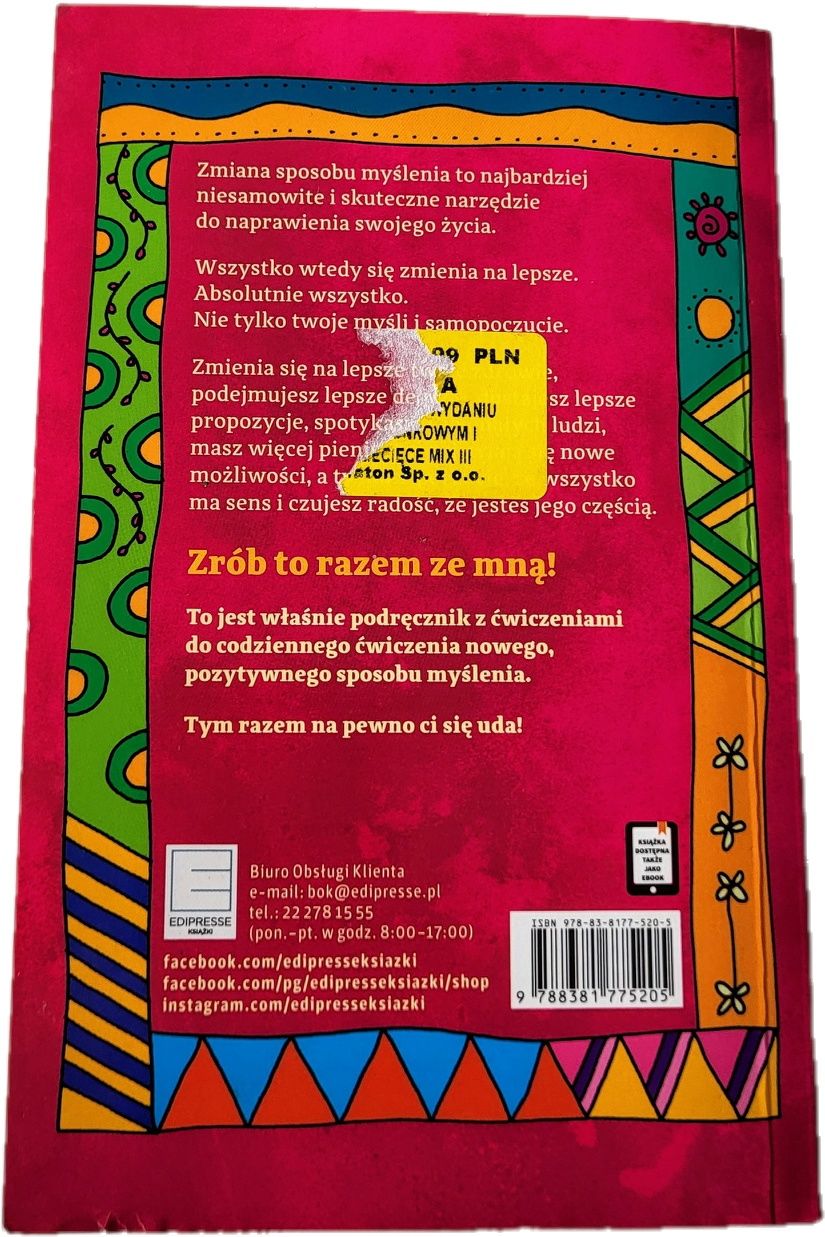 Zmiana sposobu myślenia to najbardziej
niesamowite i skuteczne narzędzie
do naprawienia swojego życia.
Wszystko wtedy się zmienia na lepsze.
Absolutnie wszystko.
Nie tylko twoje myśli i samopoczucie.
Zmienia się na lepsze
podejmujesz lepsze lepsze
propozycje, ludzi,
masz więcej nowe
możliwości, a wszystko
ma sens i czujesz radość, że jesteś jego częścią.
99 PLN
A
WYDANIU
I
MIX III
Sp. z o.o.
Zrób to razem ze mną!
To jest właśnie podręcznik z ćwiczeniami
do codziennego ćwiczenia nowego,
pozytywnego sposobu myślenia.
Tym razem na pewno ci się uda!
KSIĄŻKA
DOSTĘPNA
TAKŻE
JAKO
EBOOK
EDIPRESSE
KSIĄŻKI
Biuro Obsługi Klienta
e-mail: bok@edipresse.pl
tel.: 22 278 15 55
(pon.-pt. w godz. 8:00-17:00)
facebook.com/edipresseksiazki
facebook.com/pg/edipresseksiazki/shop
instagram.com/edipresseksiazki
ISBN 978-83-8177-520-5
9 788381 775205